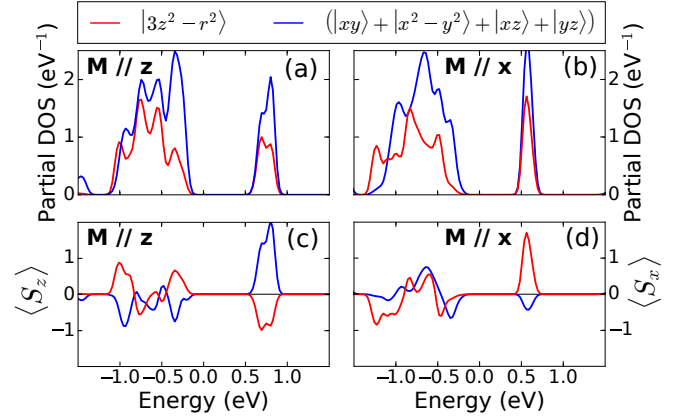 |3z² − r²⟩ (|xy⟩ + |x² − y²⟩ + |xz⟩ + |yz⟩)
Partial DOS (eV⁻¹)
2
1
0
M // z (a)
M // x (b)
2
1
0
Partial DOS (eV⁻¹)
⟨S_z⟩
1
0
−1
M // z (c)
M // x (d)
1
0
−1
⟨S_x⟩
−1.0 −0.5 0.0 0.5 1.0
−1.0 −0.5 0.0 0.5 1.0
Energy (eV)
Energy (eV)